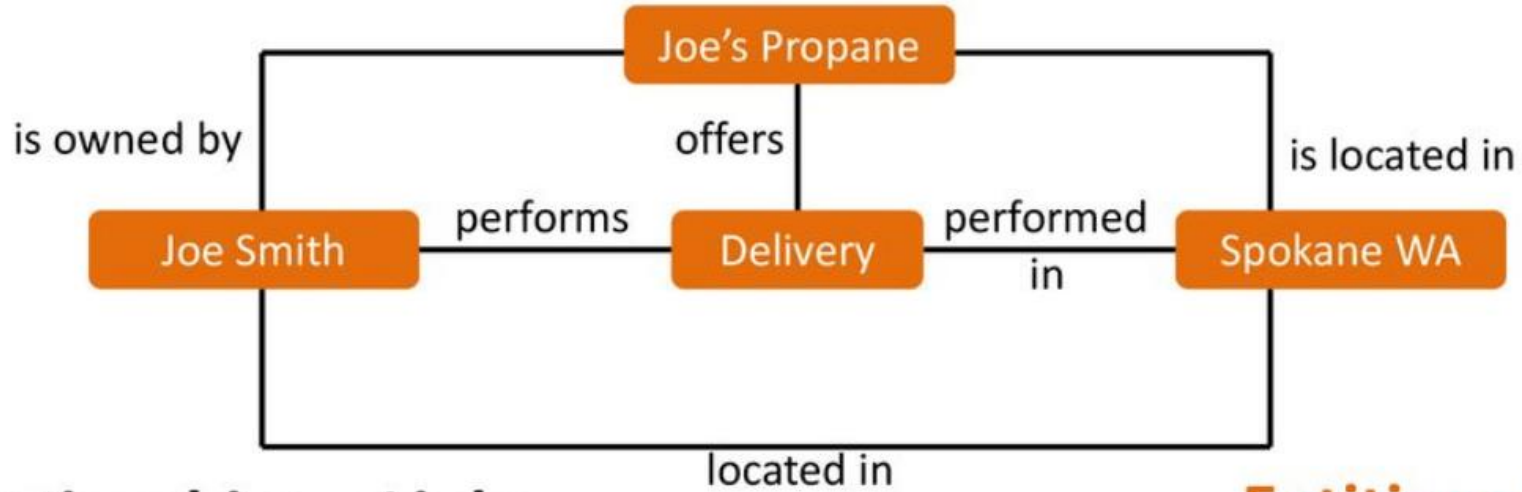 Joe's Propane
is owned by
offers
is located in
Joe Smith
performs
Delivery
performed
in
Spokane WA
located in